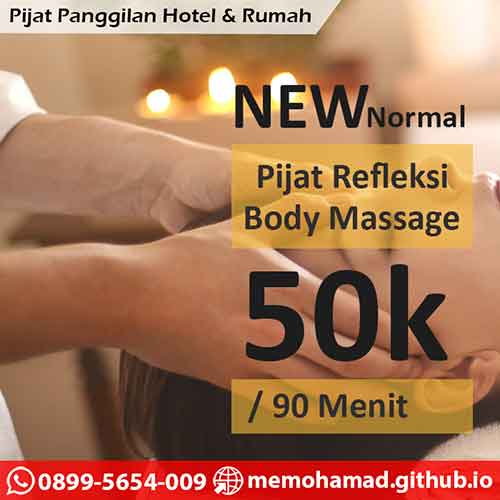 Pijat Panggilan Hotel & Rumah
NEW Normal
Pijat Refleksi
Body Massage
50k
/ 90 Menit
0899-5654-009 memohamad.github.io